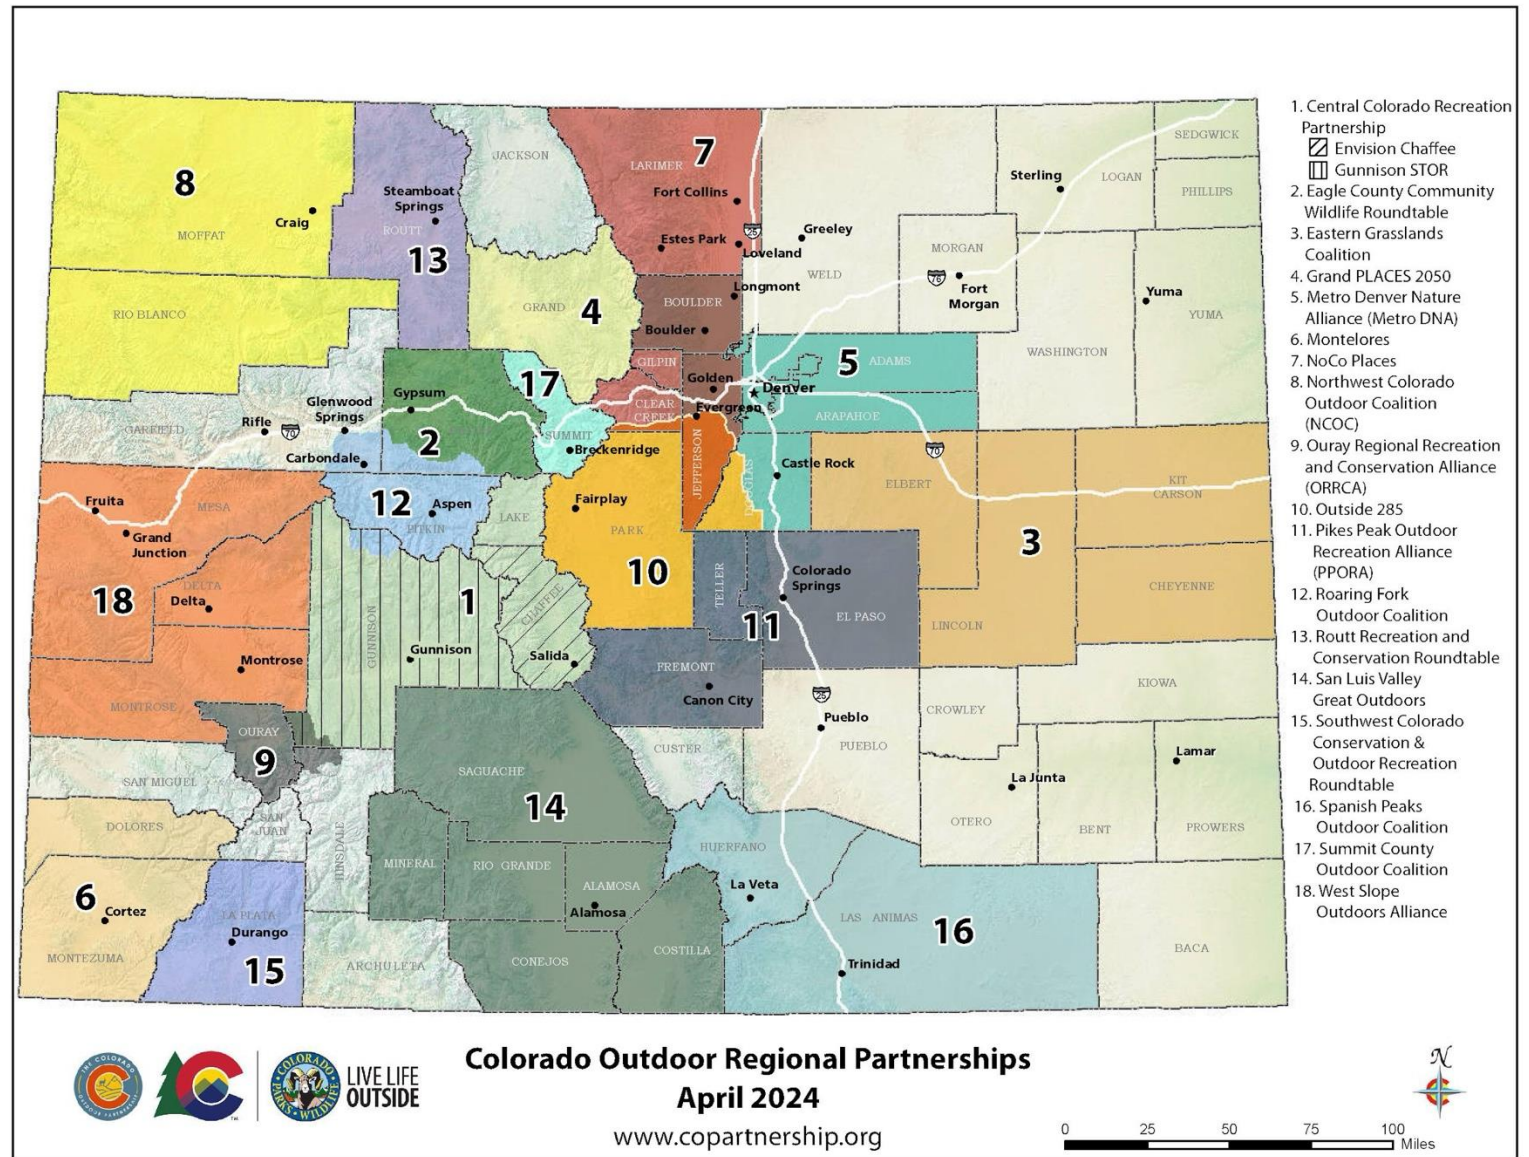 8
MOFFAT
Craig
Steamboat
Springs
ROUTT
13
JACKSON
LARIMER
7
Fort Collins
Estes Park
Loveland
25
Greeley
WELD
Sterling
LOGAN
SEDGWICK
PHILLIPS
MORGAN
76
Fort
Morgan
Yuma
YUMA
WASHINGTON
RIO BLANCO
GRAND
4
BOULDER
Longmont
Boulder
GILPIN
Golden
CLEAR
CREEK
Evergreen
Denver
5
ADAMS
ARAPAHOE
GARFIELD
Rifle
70
Glenwood
Springs
Carbondale
Gypsum
2
17
SUMMIT
Breckenridge
JEFFERSON
DOUGLAS
Castle Rock
ELBERT
70
KIT
CARSON
Fruita
MESA
Grand
Junction
18
DELTA
Delta
Montrose
MONTROSE
12
Aspen
PITKIN
LAKE
Fairplay
PARK
10
GUNNISON
1
Gunnison
CHAFFEE
Salida
TELLER
Colorado
Springs
11
EL PASO
3
LINCOLN
CHEYENNE
FREMONT
Canon City
25
Pueblo
PUEBLO
CROWLEY
KIOWA
OURAY
9
SAN MIGUEL
SAN
JUAN
HINSDALE
SAGUACHE
14
CUSTER
La Junta
OTERO
BENT
Lamar
PROWERS
DOLORES
6
Cortez
MONTEZUMA
LA PLATA
Durango
15
ARCHULETA
MINERAL
RIO GRANDE
ALAMOSA
Alamosa
CONEJOS
COSTILLA
HUERFANO
La Veta
LAS ANIMAS
16
Trinidad
BACA
1. Central Colorado Recreation
Partnership
Envision Chaffee
Gunnison STOR
2. Eagle County Community
Wildlife Roundtable
3. Eastern Grasslands
Coalition
4. Grand PLACES 2050
5. Metro Denver Nature
Alliance (Metro DNA)
6. Montelores
7. NoCo Places
8. Northwest Colorado
Outdoor Coalition
(NCOC)
9. Ouray Regional Recreation
and Conservation Alliance
(ORRCA)
10. Outside 285
11. Pikes Peak Outdoor
Recreation Alliance
(PPORA)
12. Roaring Fork
Outdoor Coalition
13. Routt Recreation and
Conservation Roundtable
14. San Luis Valley
Great Outdoors
15. Southwest Colorado
Conservation &
Outdoor Recreation
Roundtable
16. Spanish Peaks
Outdoor Coalition
17. Summit County
Outdoor Coalition
18. West Slope
Outdoors Alliance
THE COLORADO
OUTDOOR PARTNERSHIP
COLORADO
PARKS • WILDLIFE
LIVE LIFE
OUTSIDE
Colorado Outdoor Regional Partnerships
April 2024
www.copartnership.org
N
0 25 50 75 100
Miles